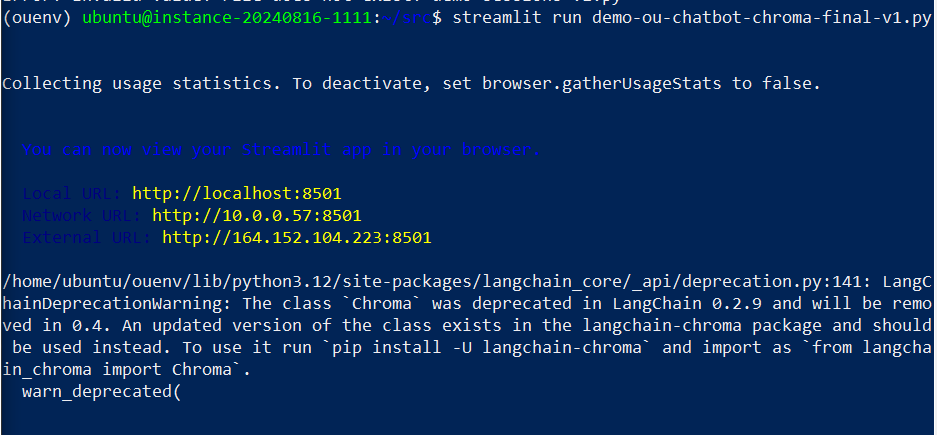 (ouenv) ubuntu@instance-20240816-1111:~/src$ streamlit run demo-ou-chatbot-chroma-final-v1.py
Collecting usage statistics. To deactivate, set browser.gatherUsageStats to false.
You can now view your Streamlit app in your browser.
Local URL: http://localhost:8501
Network URL: http://10.0.0.57:8501
External URL: http://164.152.104.223:8501
/home/ubuntu/ouenv/lib/python3.12/site-packages/langchain_core/_api/deprecation.py:141: LangC
hainDeprecationWarning: The class `Chroma` was deprecated in LangChain 0.2.9 and will be remo
ved in 0.4. An updated version of the class exists in the langchain-chroma package and should
be used instead. To use it run `pip install -U langchain-chroma` and import as `from langcha
in_chroma import Chroma`.
warn_deprecated(